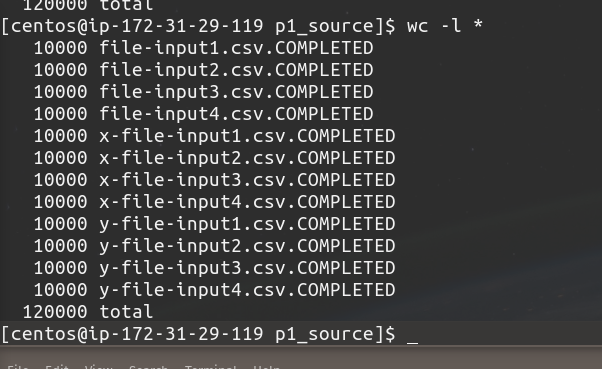 120000 total
[centos@ip-172-31-29-119 p1_source]$ wc -l *
10000 file-input1.csv.COMPLETED
10000 file-input2.csv.COMPLETED
10000 file-input3.csv.COMPLETED
10000 file-input4.csv.COMPLETED
10000 x-file-input1.csv.COMPLETED
10000 x-file-input2.csv.COMPLETED
10000 x-file-input3.csv.COMPLETED
10000 x-file-input4.csv.COMPLETED
10000 y-file-input1.csv.COMPLETED
10000 y-file-input2.csv.COMPLETED
10000 y-file-input3.csv.COMPLETED
10000 y-file-input4.csv.COMPLETED
120000 total
[centos@ip-172-31-29-119 p1_source]$ _
File Edit View Search Terminal Help